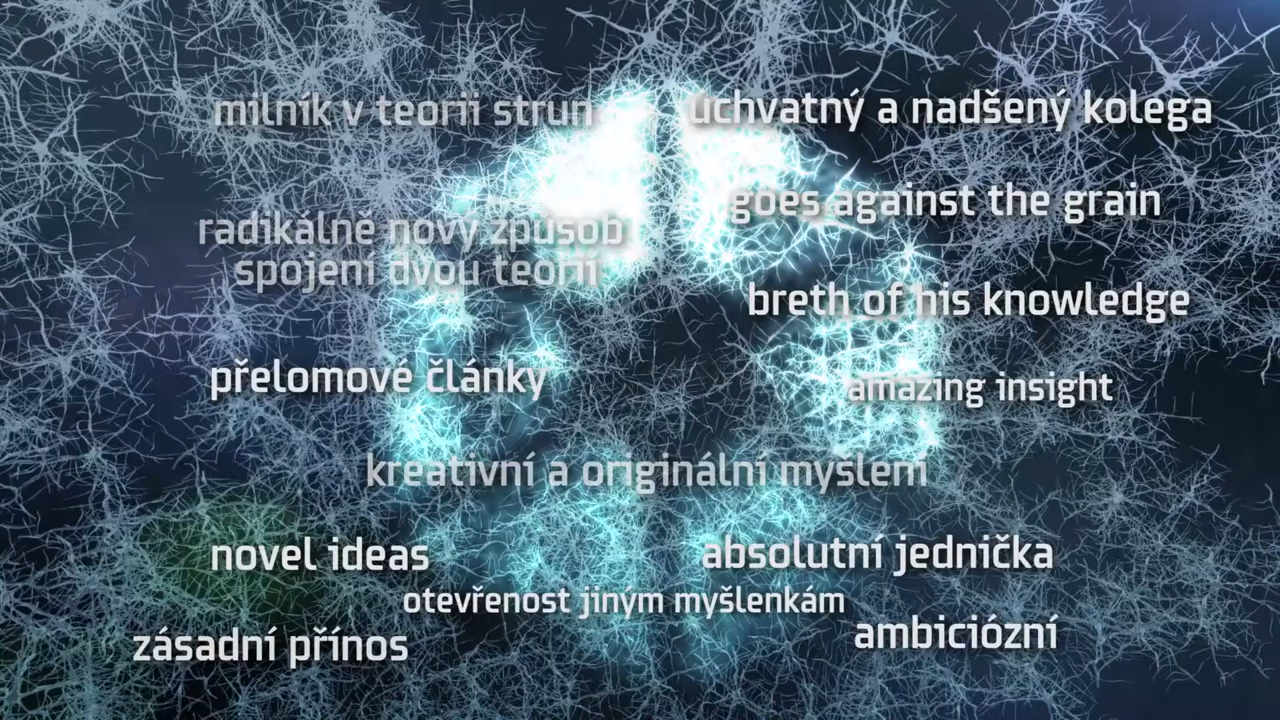 milník v teorii strun
úchvatný a nadšený kolega
goes against the grain
radikálně nový způsob
spojení dvou teorií
breth of his knowledge
přelomové články
amazing insight
kreativní a originální myšlení
novel ideas
absolutní jednička
otevřenost jiným myšlenkám
zásadní přínos
ambiciózní